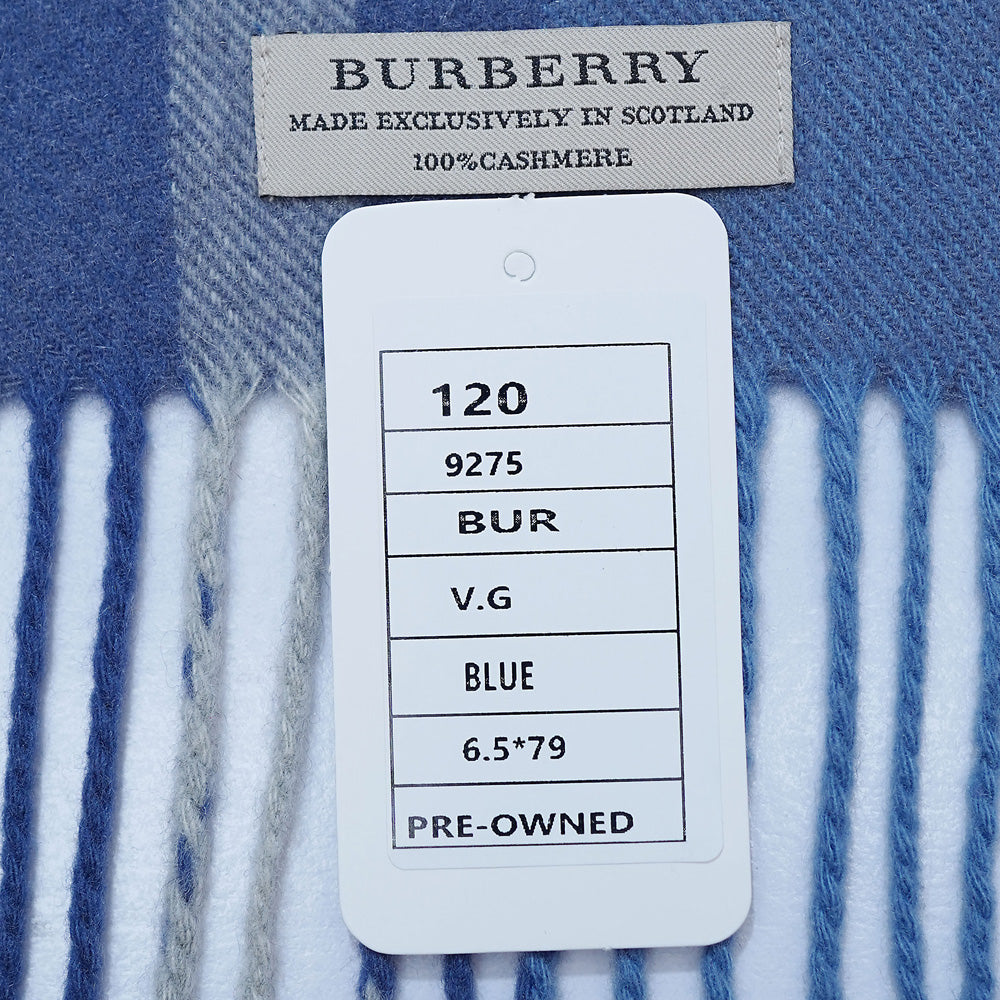 BURBERRY
MADE EXCLUSIVELY IN SCOTLAND
100%CASHMERE
120
9275
BUR
V.G
BLUE
6.5*79
PRE-OWNED